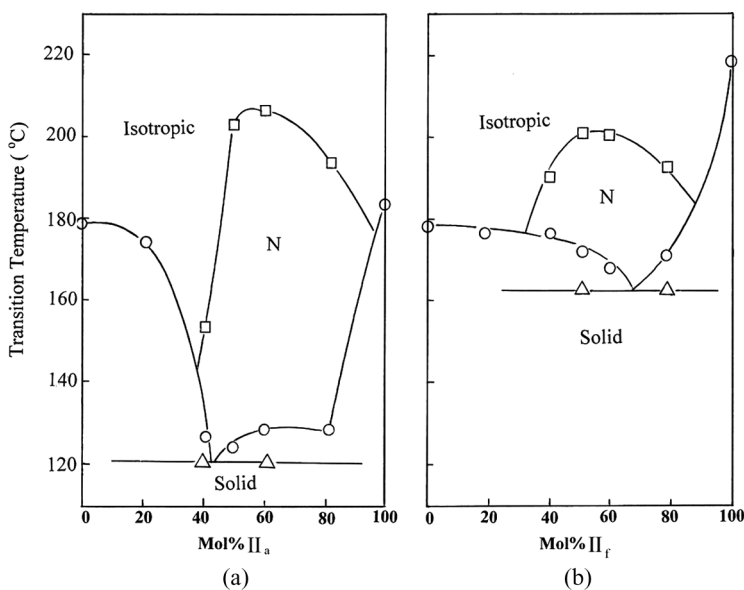 Transition Temperature ( °C)
220
200
180
160
140
120
Isotropic
N
Solid
0
20
40
60
80
100
Mol% IIa
(a)
Isotropic
N
Solid
0
20
40
60
80
100
Mol% IIf
(b)